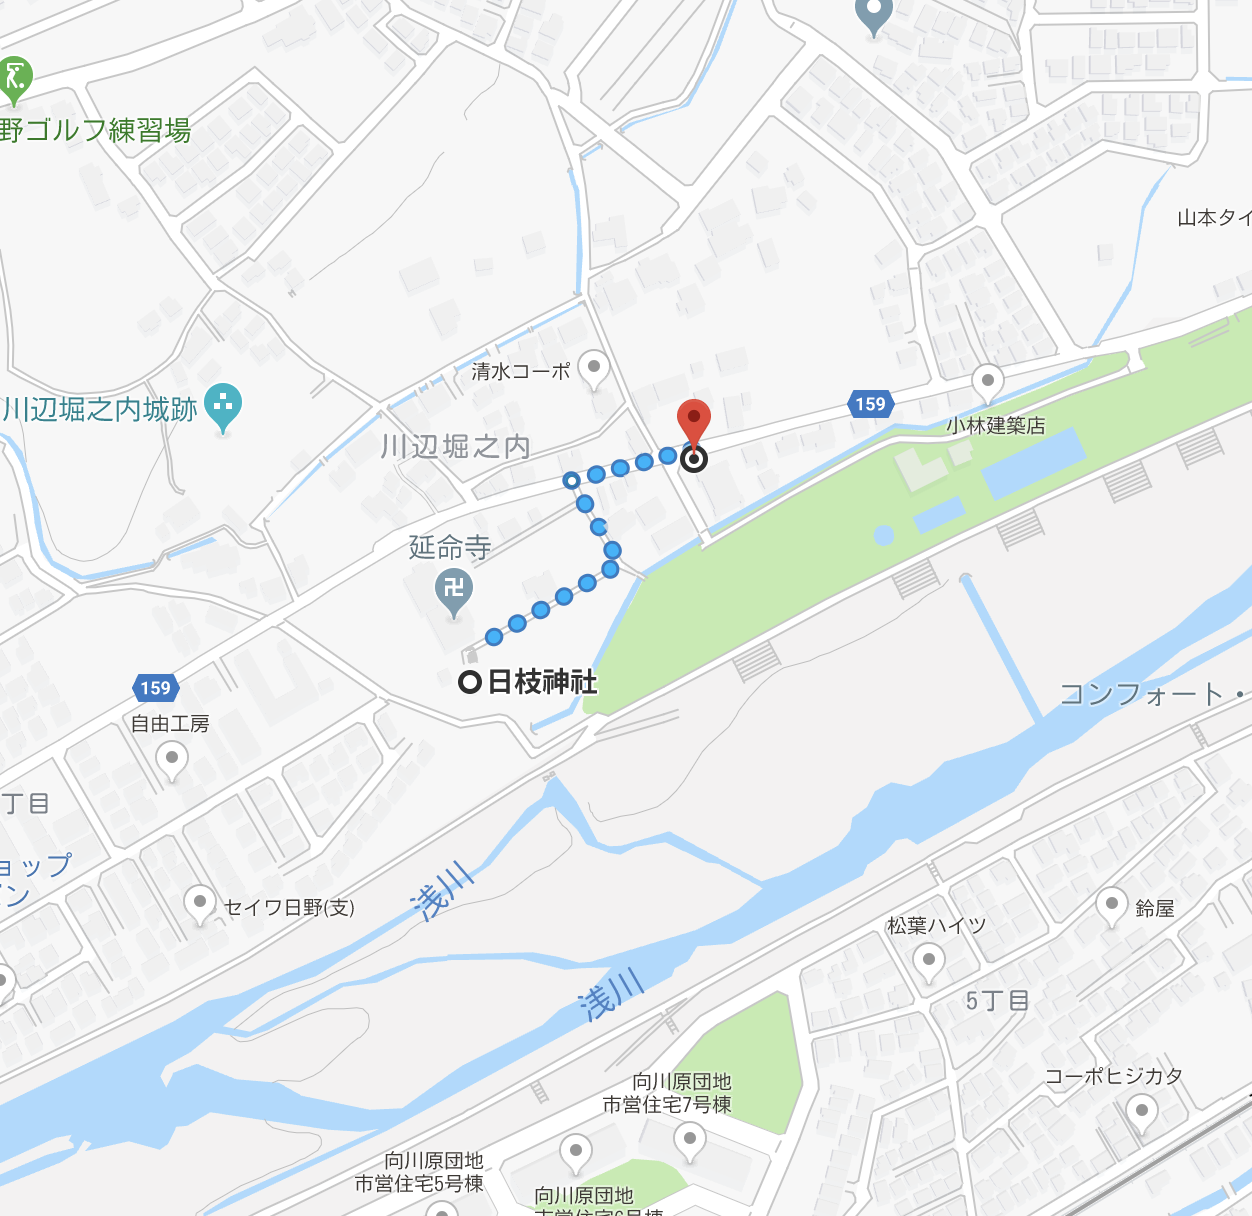 野ゴルフ練習場
山本タイ
清水コーポ
川辺堀之内城跡
159
小林建築店
川辺堀之内
延命寺
日枝神社
159
自由工房
コンフォート・
丁目
ョップ
セイワ日野(支)
浅川
鈴屋
松葉ハイツ
浅川
5丁目
コーポヒジカタ
向川原団地
市営住宅7号棟
向川原団地
市営住宅5号棟
向川原団地